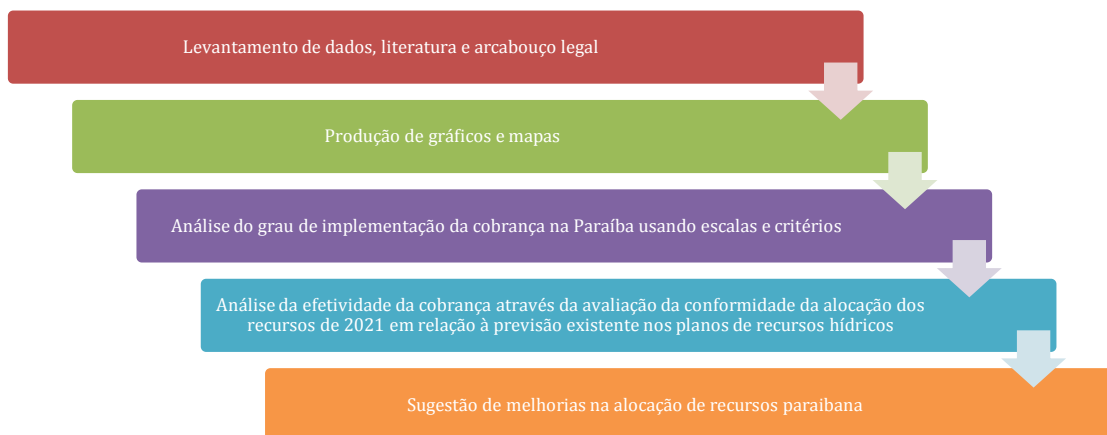 Levantamento de dados, literatura e arcabouço legal
Produção de gráficos e mapas
Análise do grau de implementação da cobrança na Paraíba usando escalas e critérios
Análise da efetividade da cobrança através da avaliação da conformidade da alocação dos
recursos de 2021 em relação à previsão existente nos planos de recursos hídricos
Sugestão de melhorias na alocação de recursos paraibana